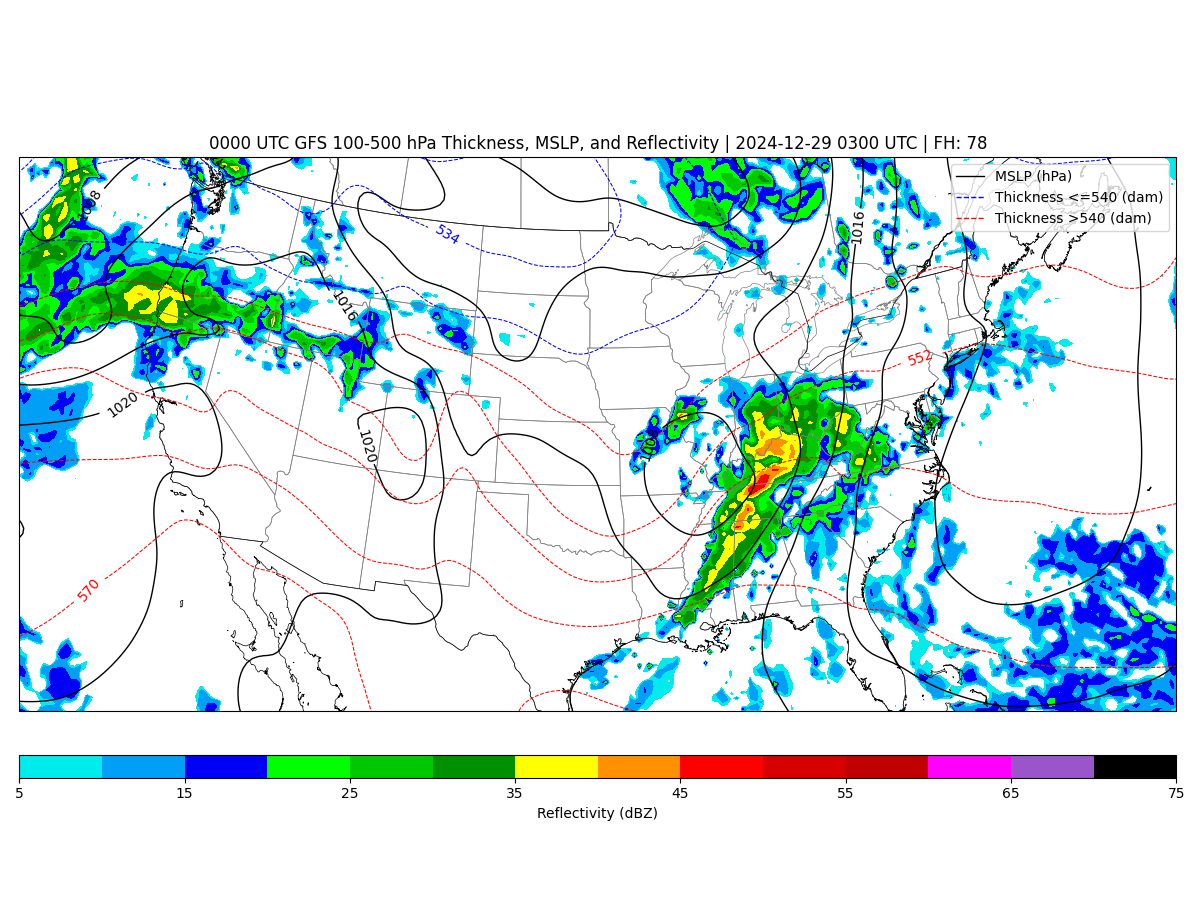 0000 UTC GFS 100-500 hPa Thickness, MSLP, and Reflectivity | 2024-12-29 0300 UTC | FH: 78
MSLP (hPa)
Thickness <=540 (dam)
Thickness >540 (dam)
1008
1016
534
1016
552
1020
1020
1008
570
5 15 25 35 45 55 65 75
Reflectivity (dBZ)